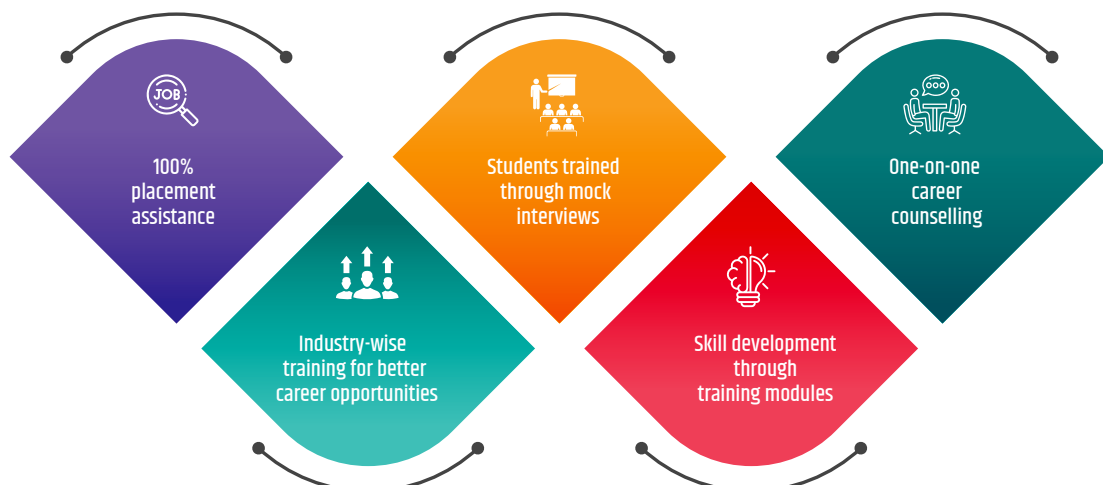 JOB
100%
placement
assistance
Industry-wise
training for better
career opportunities
Students trained
through mock
interviews
Skill development
through
training modules
One-on-one
career
counselling